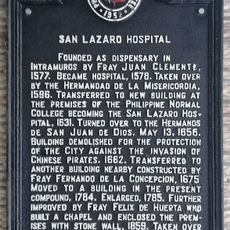 1952
SAN LAZARO HOSPITAL
FOUNDED AS DISPENSARY IN
INTRAMUROS BY FRAY JUAN CLEMENTE,
1577. BECAME HOSPITAL, 1578. TAKEN OVER
BY THE HERMANDAD DE LA MISERICORDIA,
1596. TRANSFERRED TO NEW BUILDING AT
THE PREMISES OF THE PHILIPPINE NORMAL
COLLEGE BECOMING THE SAN LAZARO HOS-
PITAL, 1631. TURNED OVER TO THE HERMANOS
DE SAN JUAN DE DIOS, MAY 13, 1656.
BUILDING DEMOLISHED FOR THE PROTECTION
OF THE CITY AGAINST THE INVASION OF
CHINESE PIRATES, 1662. TRANSFERRED TO
ANOTHER BUILDING NEARBY CONSTRUCTED BY
FRAY FERNANDO DE LA CONCEPCION, 1675
MOVED TO A BUILDING IN THE PRESENT
COMPOUND, 1784. ENLARGED, 1785. FURTHER
IMPROVED BY FRAY FELIX DE HUERTA WHO
BUILT A CHAPEL AND ENCLOSED THE PREM-
ISES WITH STONE WALL, 1859. TAKEN OVER